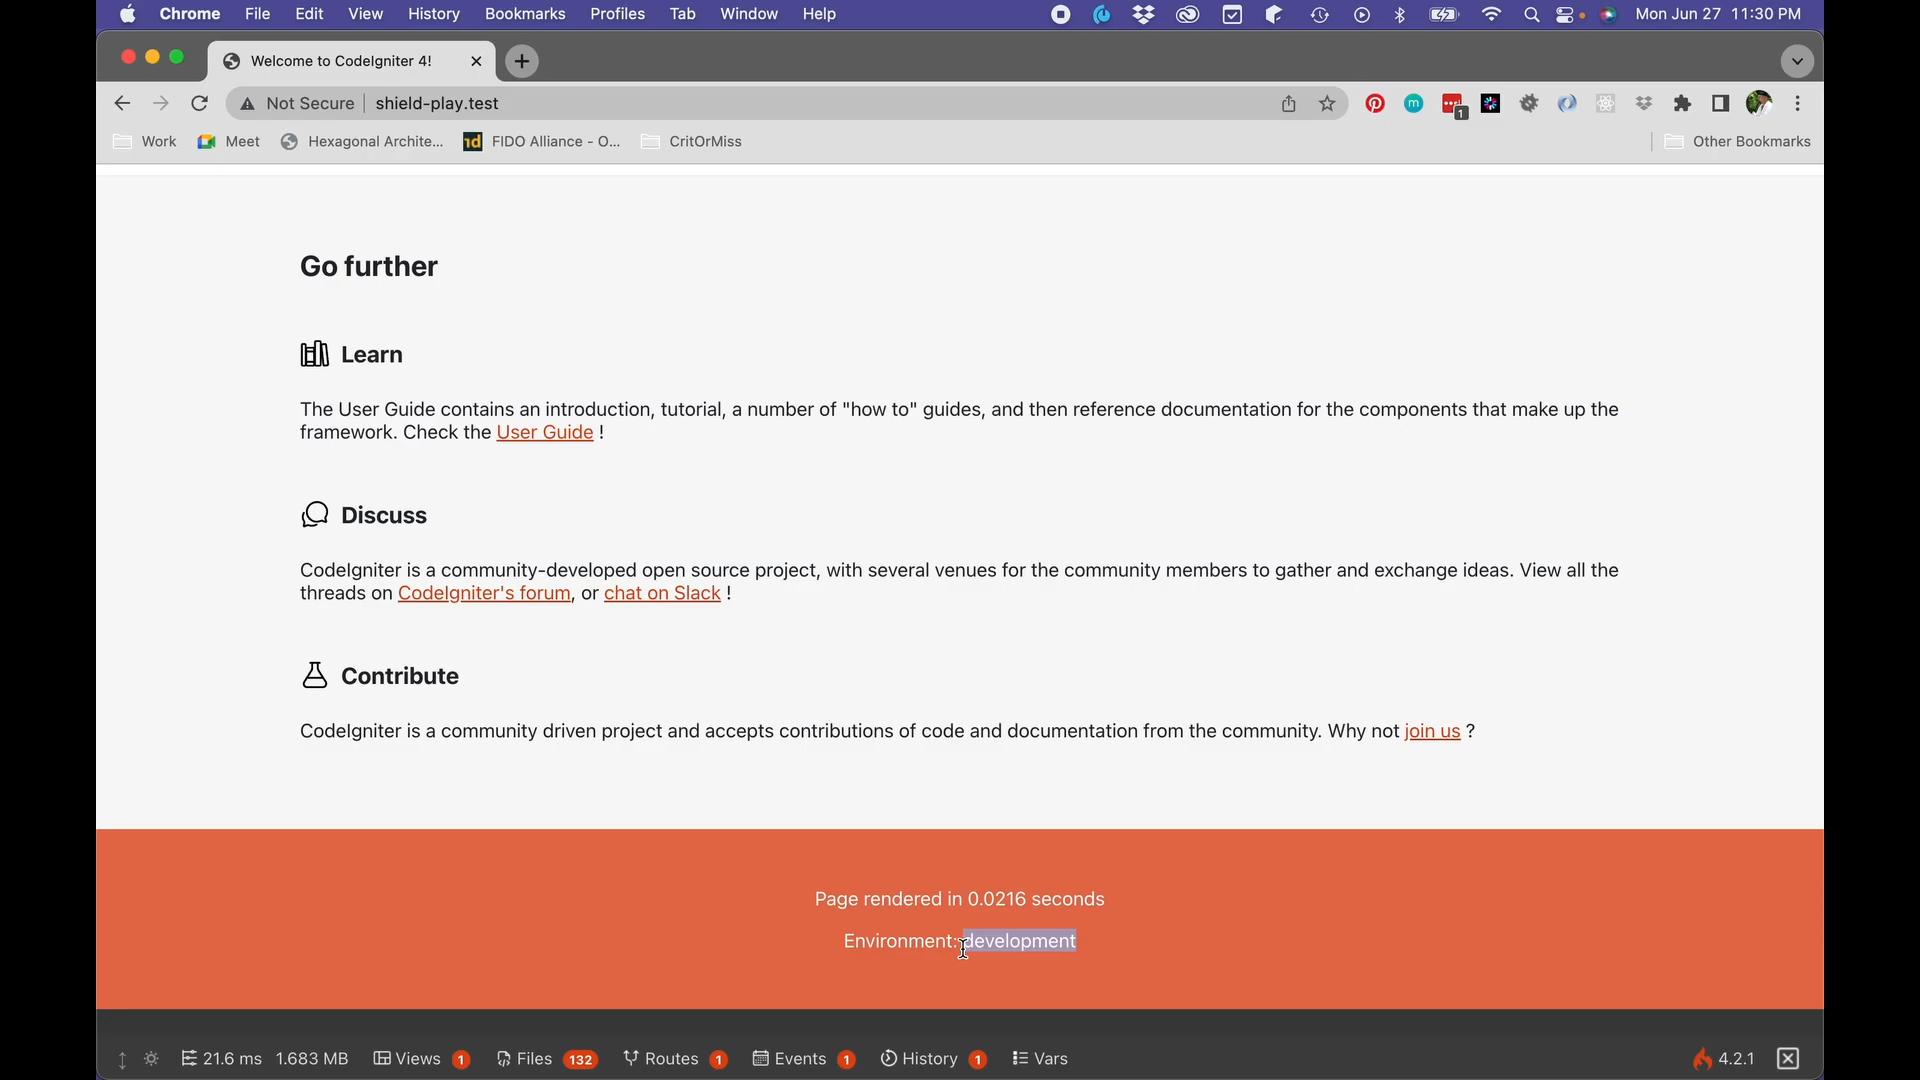 Chrome File Edit View History Bookmarks Profiles Tab Window Help Mon Jun 27 11:30 PM
Welcome to CodeIgniter 4!
Not Secure shield-play.test
1
Work Meet Hexagonal Archite... FIDO Alliance - O... CritOrMiss Other Bookmarks
Go further
Learn
The User Guide contains an introduction, tutorial, a number of "how to" guides, and then reference documentation for the components that make up the
framework. Check the User Guide !
Discuss
CodeIgniter is a community-developed open source project, with several venues for the community members to gather and exchange ideas. View all the
threads on CodeIgniter's forum, or chat on Slack !
Contribute
CodeIgniter is a community driven project and accepts contributions of code and documentation from the community. Why not join us ?
Page rendered in 0.0216 seconds
Environment: development
21.6 ms 1.683 MB Views 1 Files 132 Routes 1 Events 1 History 1 Vars 4.2.1